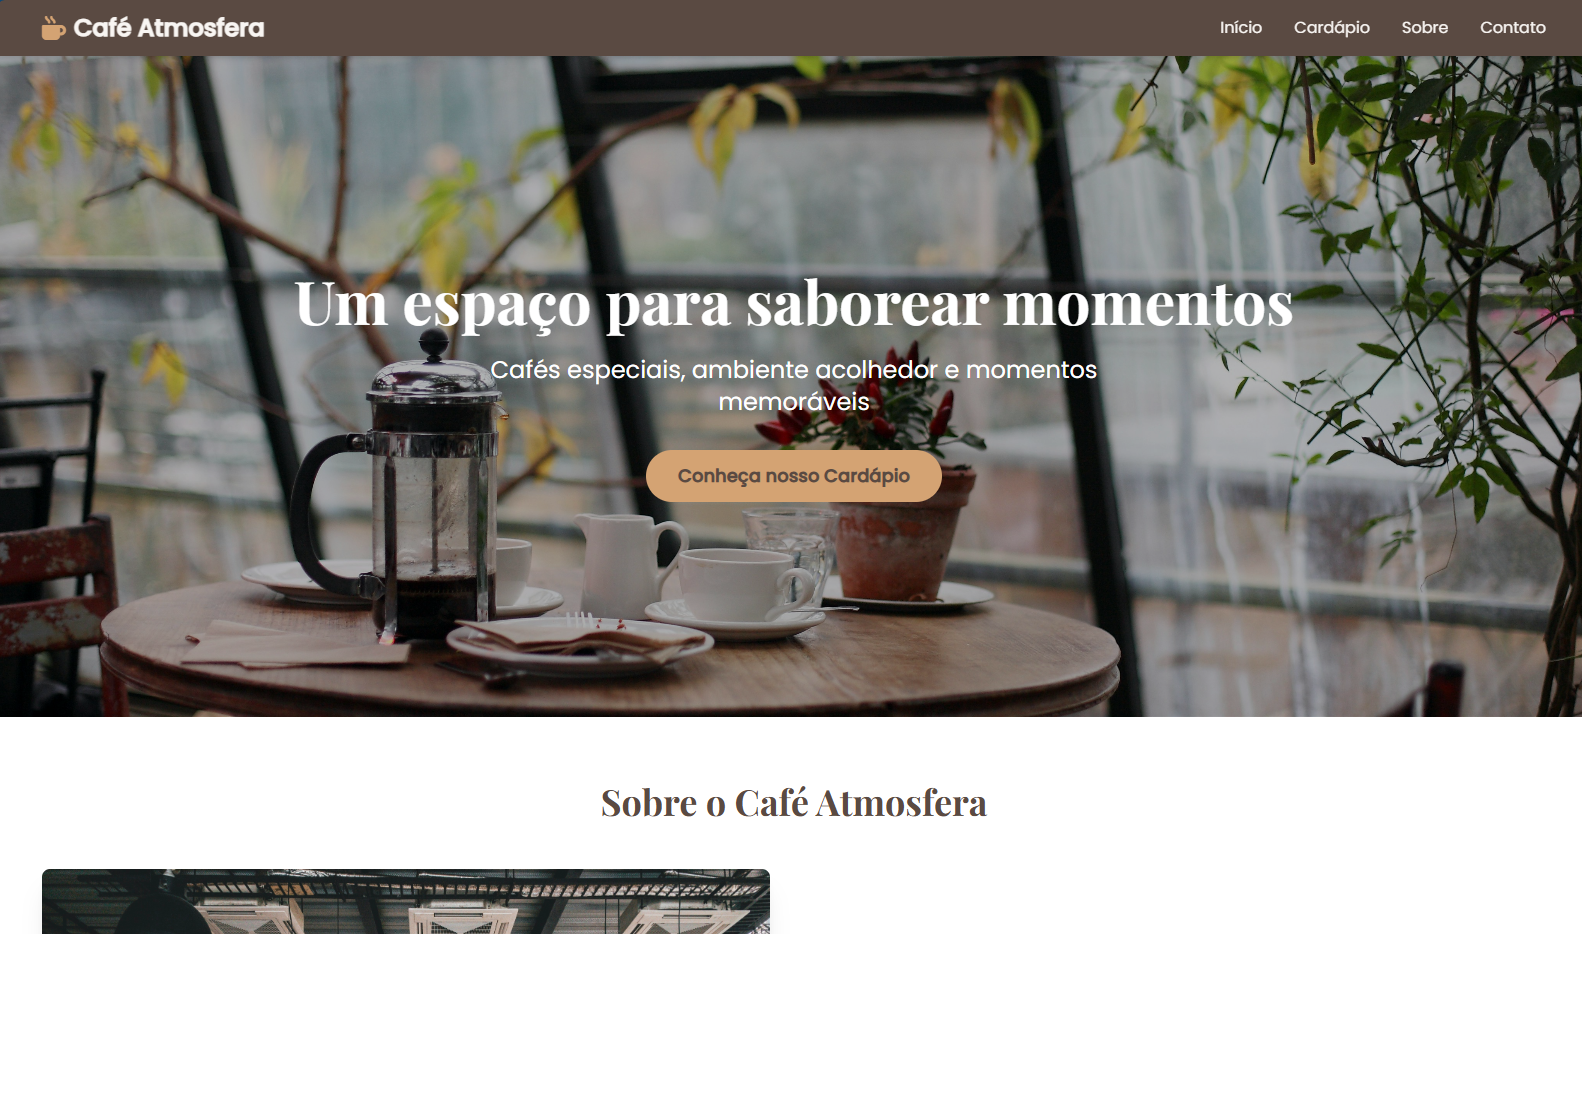 Café Atmosfera
Início Cardápio Sobre Contato
Um espaço para saborear momentos
Cafés especiais, ambiente acolhedor e momentos
memoráveis
Conheça nosso Cardápio
Sobre o Café Atmosfera